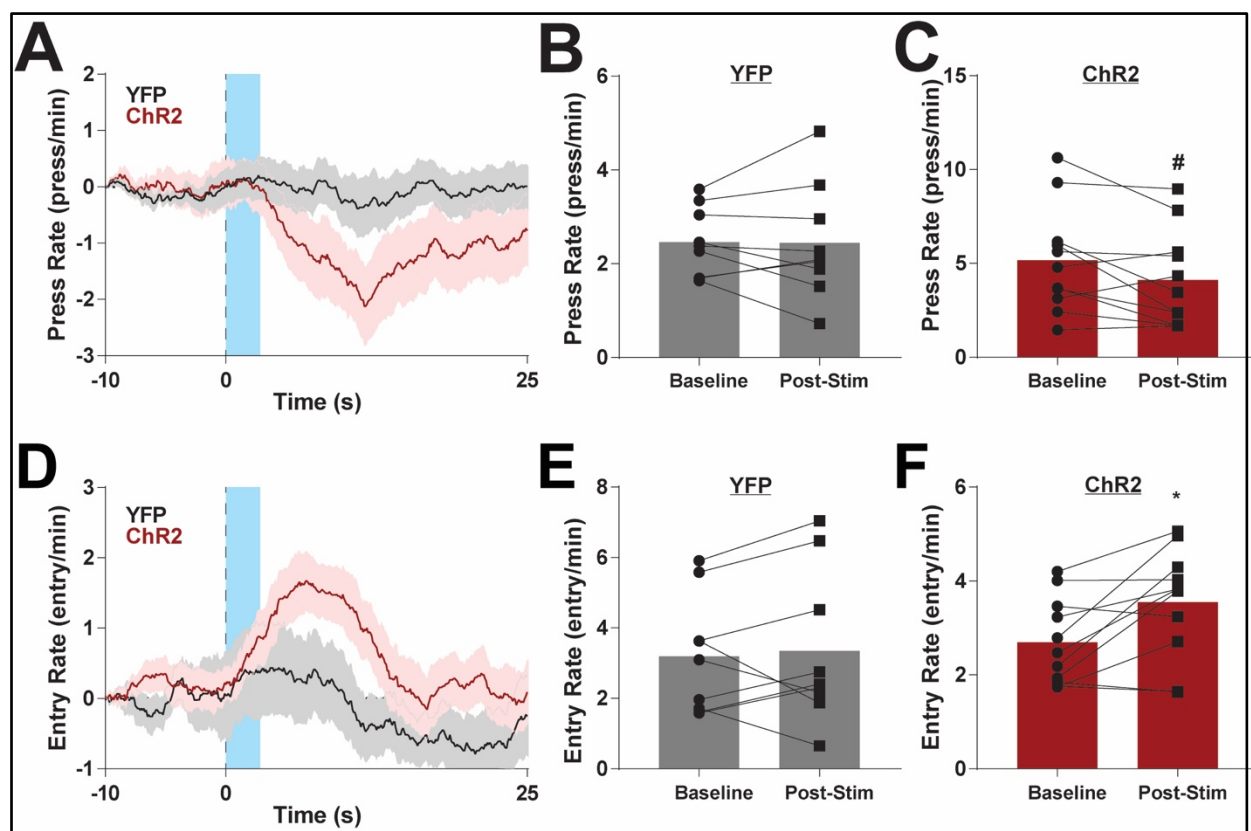 A
Press Rate (press/min)
2
1
0
-1
-2
-3
YFP
ChR2
-10
0
25
Time (s)
B
YFP
Press Rate (press/min)
6
4
2
0
Baseline
Post-Stim
C
ChR2
Press Rate (press/min)
15
10
5
0
#
Baseline
Post-Stim
D
Entry Rate (entry/min)
3
2
1
0
-1
YFP
ChR2
-10
0
25
Time (s)
E
YFP
Entry Rate (entry/min)
8
6
4
2
0
Baseline
Post-Stim
F
ChR2
Entry Rate (entry/min)
6
4
2
0
*
Baseline
Post-Stim